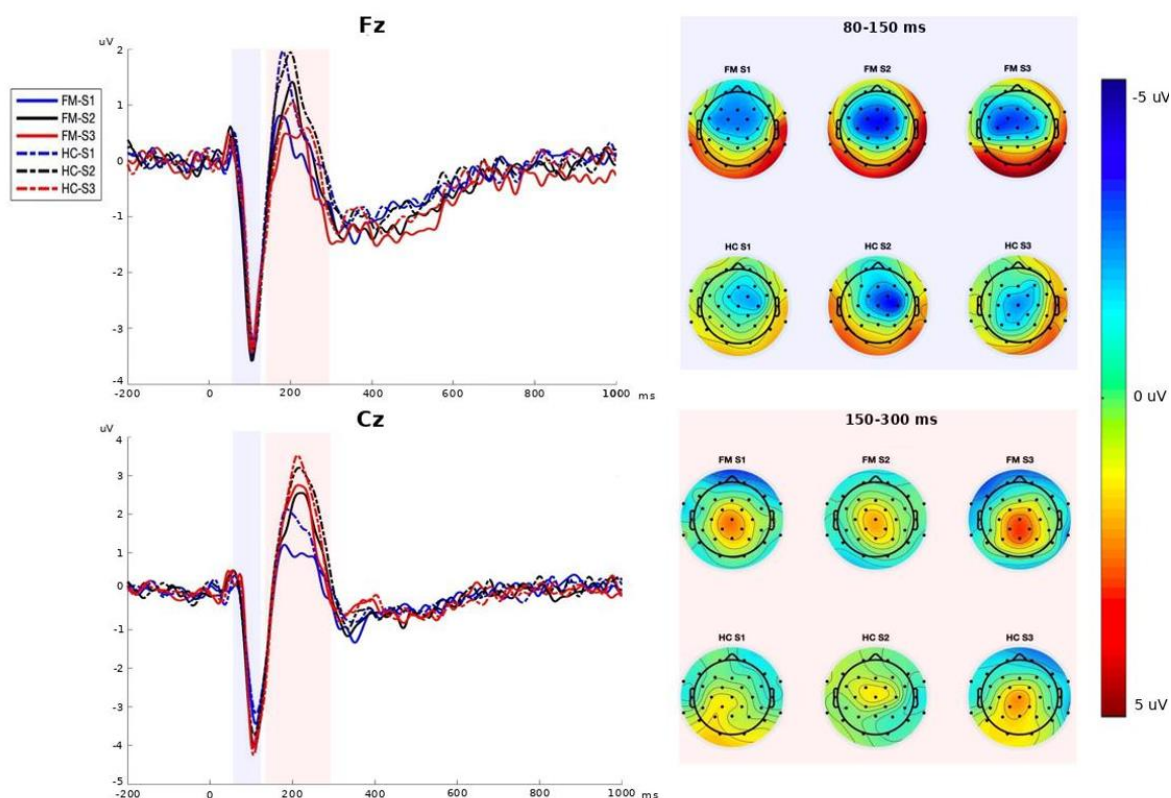 Fz
uV
2
1
0
-1
-2
-3
-4
-200 0 200 400 600 800 1000 ms
FM-S1
FM-S2
FM-S3
HC-S1
HC-S2
HC-S3
Cz
uV
4
3
2
1
0
-1
-2
-3
-4
-5
-200 0 200 400 600 800 1000 ms
80-150 ms
FM S1 FM S2 FM S3
HC S1 HC S2 HC S3
150-300 ms
FM S1 FM S2 FM S3
HC S1 HC S2 HC S3
-5 uV
0 uV
5 uV